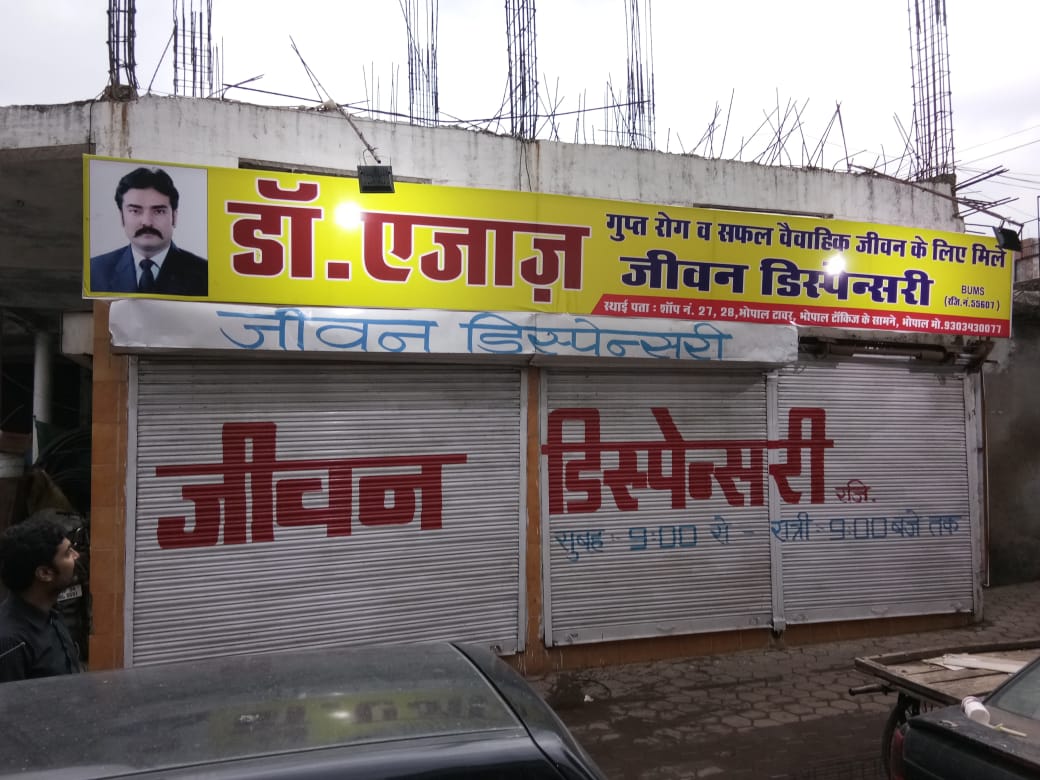 डॉ. एजाज़
गुप्त रोग व सफल वैवाहिक जीवन के लिए मिले
जीवन डिस्पेन्सरी
BUMS
(रजि.नं.55607)
स्थाई पता : शॉप नं. 27, 28, भोपाल टावर, भोपाल टॉकिज के सामने, भोपाल मो.9303430077
जीवन डिस्पेन्सरी
जीवन डिस्पेन्सरी रजि.
सुबह : 9:00 से - रात्री : 9:00 बजे तक